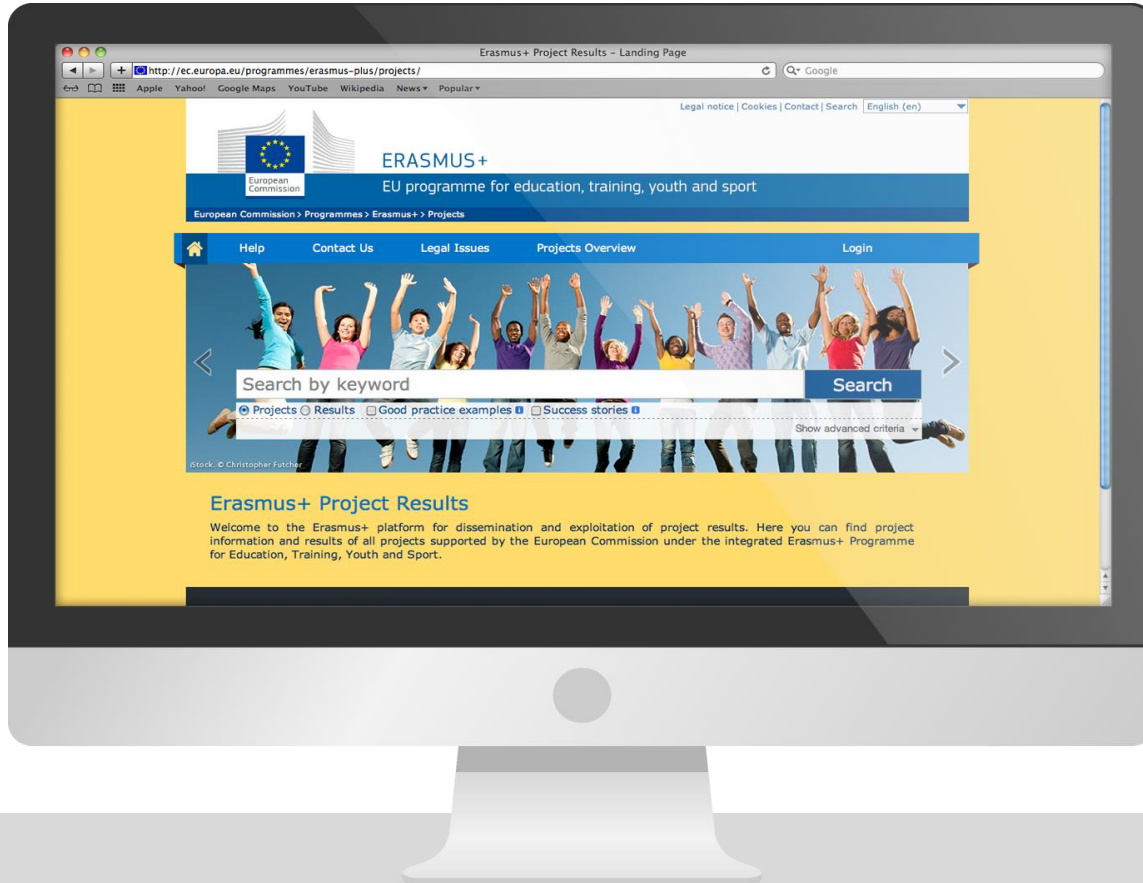 Erasmus+ Project Results – Landing Page
http://ec.europa.eu/programmes/erasmus-plus/projects/
Google
Apple Yahoo! Google Maps YouTube Wikipedia News Popular
Legal notice | Cookies | Contact | Search English (en)
European
Commission
ERASMUS+
EU programme for education, training, youth and sport
European Commission > Programmes > Erasmus+ > Projects
Help Contact Us Legal Issues Projects Overview Login
Search by keyword Search
Projects Results Good practice examples i Success stories i
Show advanced criteria
iStock. © Christopher Futcher
Erasmus+ Project Results
Welcome to the Erasmus+ platform for dissemination and exploitation of project results. Here you can find project
information and results of all projects supported by the European Commission under the integrated Erasmus+ Programme
for Education, Training, Youth and Sport.